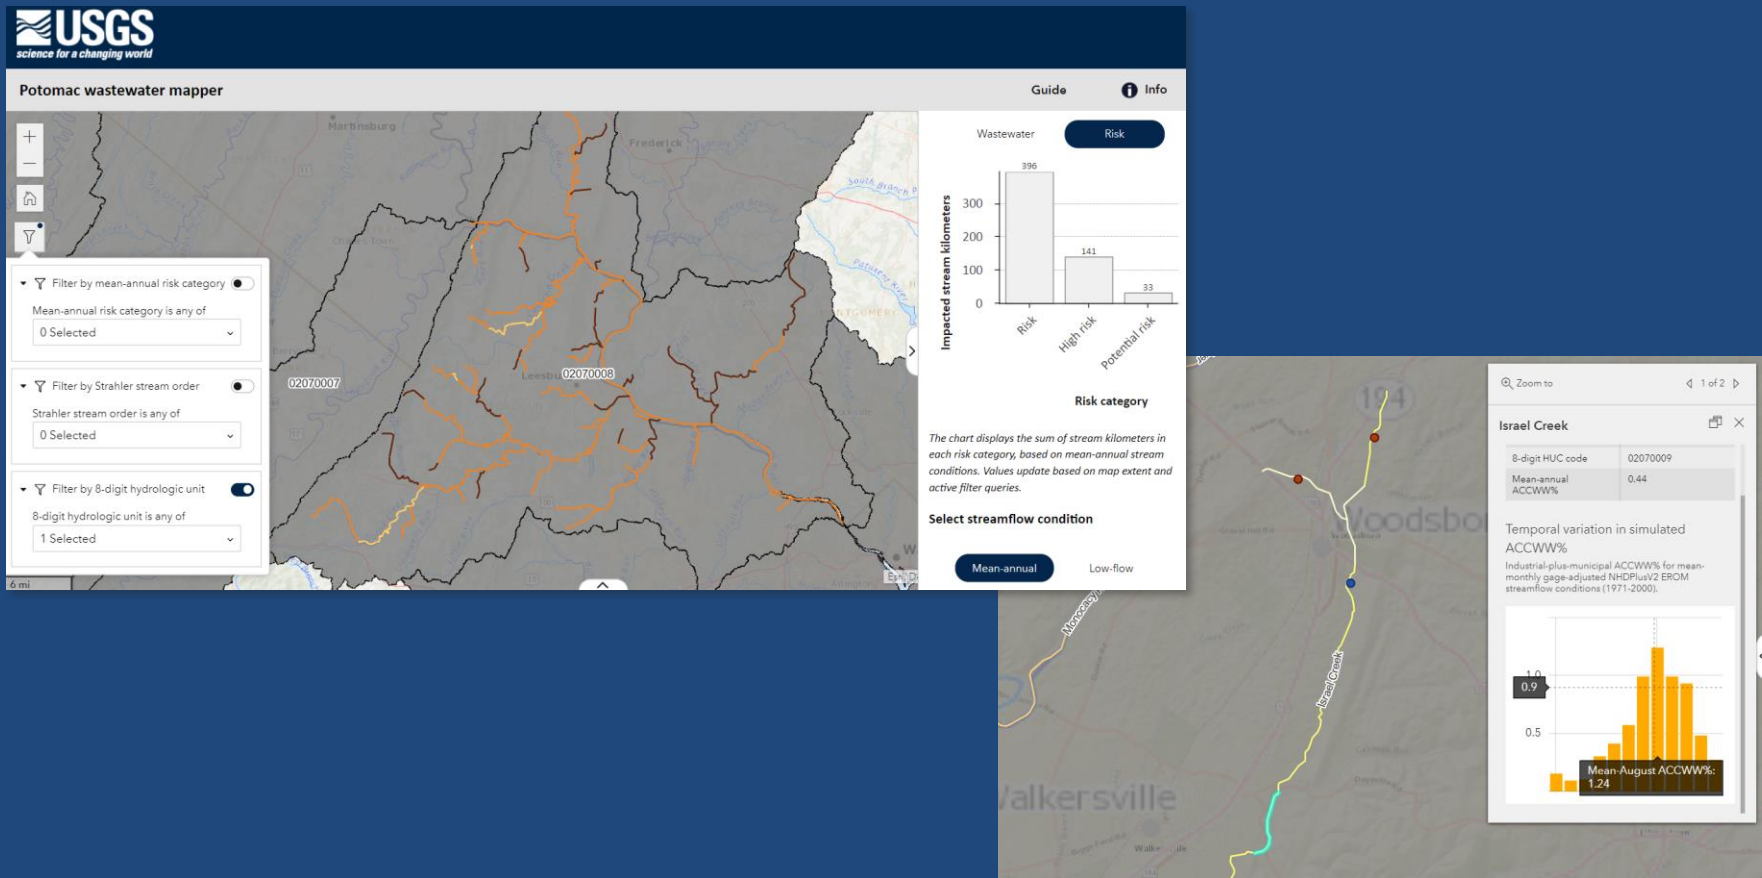 USGS
science for a changing world
Potomac wastewater mapper
Guide
Info
Martinsburg
Frederick
South Branch P
MONTGOMERY
Leesbu
02070007
02070008
6 mi
Filter by mean-annual risk category
Mean-annual risk category is any of
0 Selected
Filter by Strahler stream order
Strahler stream order is any of
0 Selected
Filter by 8-digit hydrologic unit
8-digit hydrologic unit is any of
1 Selected
Wastewater
Risk
Impacted stream kilometers
396
300
200
141
100
33
0
Risk
High risk
Potential risk
Risk category
The chart displays the sum of stream kilometers in
each risk category, based on mean-annual stream
conditions. Values update based on map extent and
active filter queries.
Select streamflow condition
Mean-annual
Low-flow
194
Woodsbo
Monocacy
Israel Creek
Walkersville
Zoom to
1 of 2
Israel Creek
8-digit HUC code
02070009
Mean-annual
ACCWW%
0.44
Temporal variation in simulated
ACCWW%
Industrial-plus-municipal ACCWW% for mean-
monthly gage-adjusted NHDPlusV2 EROM
streamflow conditions (1971-2000).
1.0
0.9
0.5
Mean-August ACCWW%:
1.24